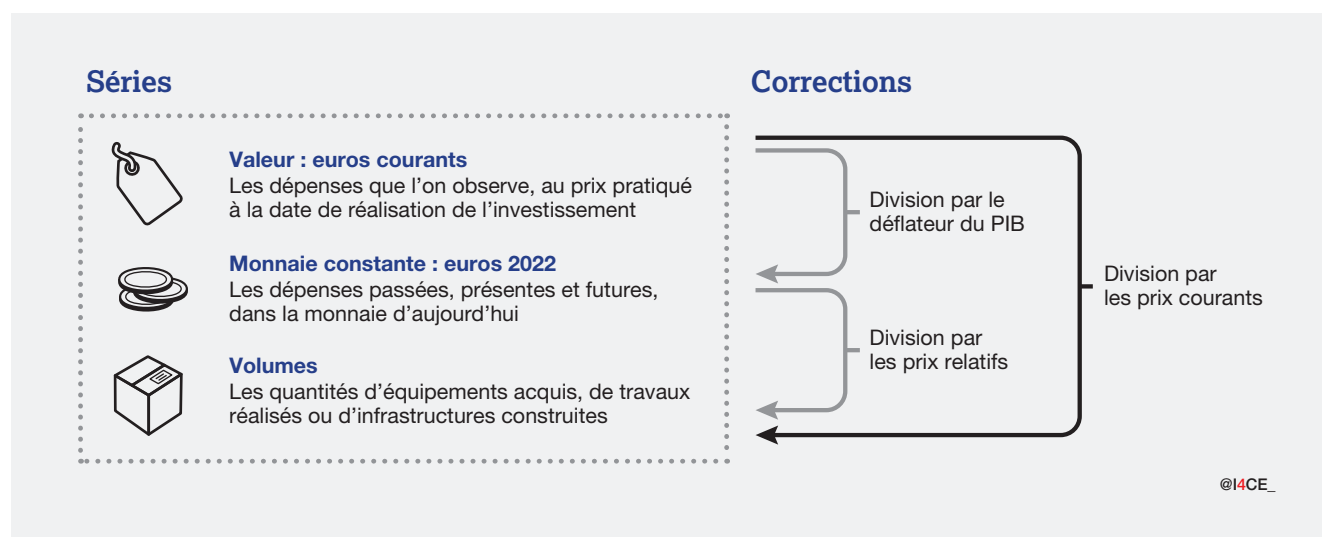 Séries
Valeur : euros courants
Les dépenses que l'on observe, au prix pratiqué
à la date de réalisation de l'investissement
Monnaie constante : euros 2022
Les dépenses passées, présentes et futures,
dans la monnaie d'aujourd'hui
Volumes
Les quantités d'équipements acquis, de travaux
réalisés ou d'infrastructures construites
Corrections
Division par le
déflateur du PIB
Division par
les prix relatifs
Division par
les prix courants
@I4CE_